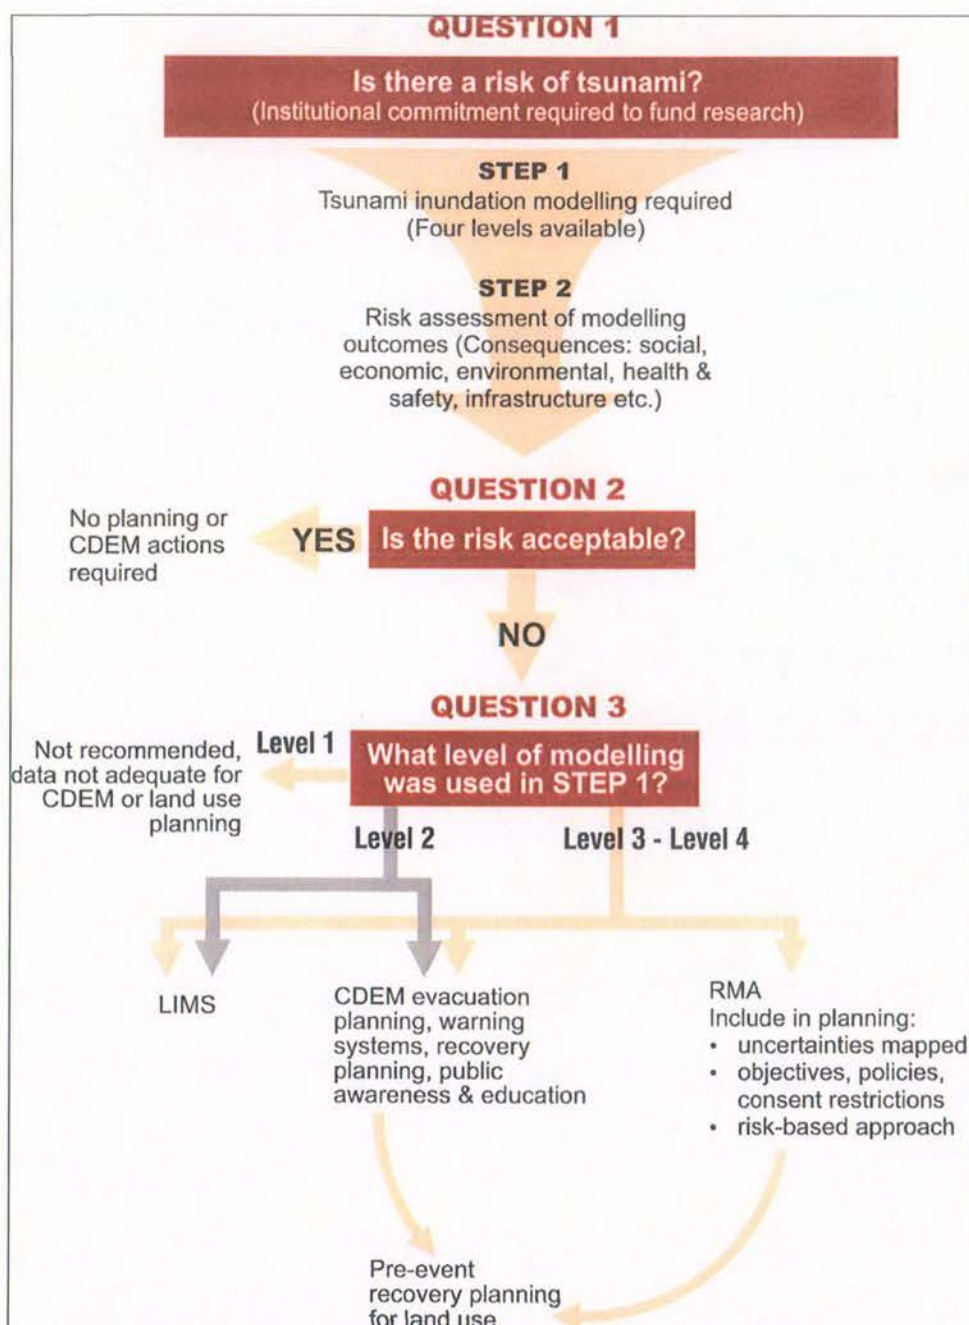 QUESTION 1
Is there a risk of tsunami?
(Institutional commitment required to fund research)
STEP 1
Tsunami inundation modelling required
(Four levels available)
STEP 2
Risk assessment of modelling
outcomes (Consequences: social,
economic, environmental, health &
safety, infrastructure etc.)
QUESTION 2
No planning or
CDEM actions
required
YES
Is the risk acceptable?
NO
QUESTION 3
Not recommended,
data not adequate for
CDEM or land use
planning
Level 1
What level of modelling
was used in STEP 1?
Level 2
Level 3 - Level 4
LIMS
CDEM evacuation
planning, warning
systems, recovery
planning, public
awareness & education
RMA
Include in planning:
• uncertainties mapped
• objectives, policies,
consent restrictions
• risk-based approach
Pre-event
recovery planning
for land use